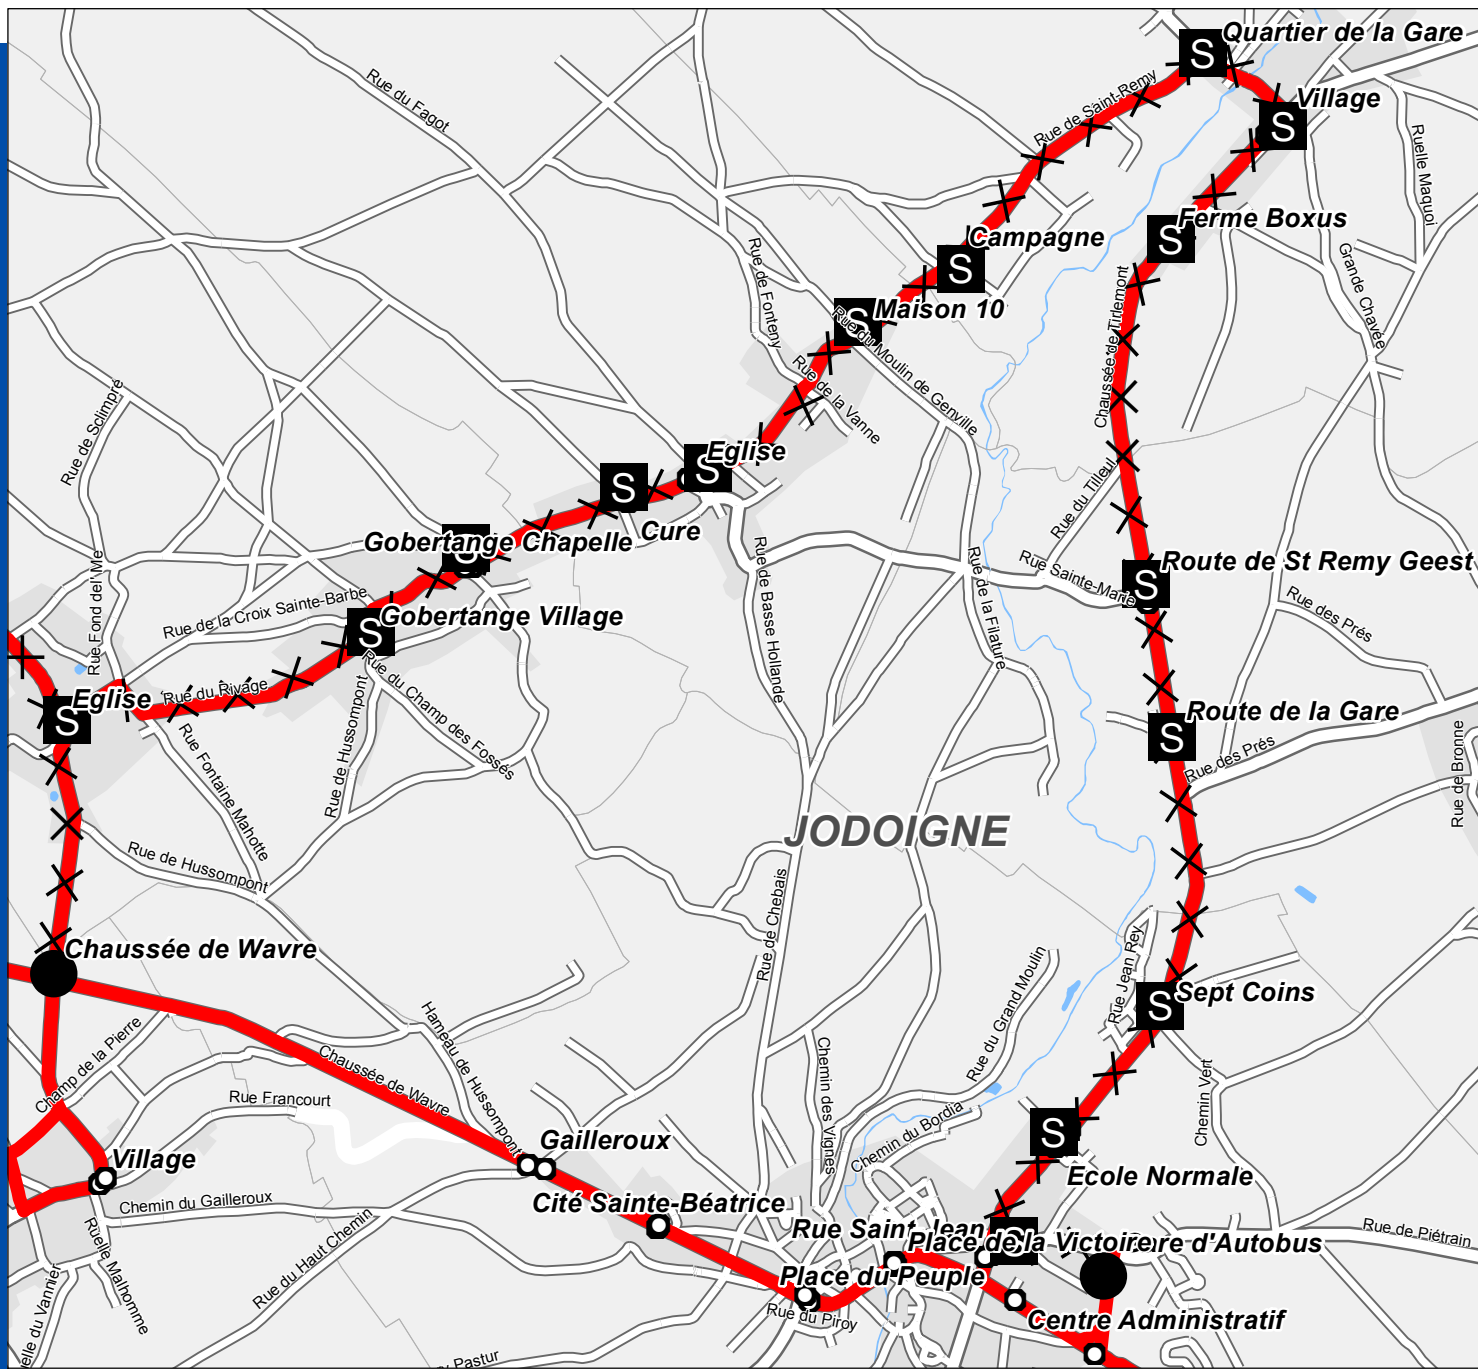 S
Quartier de la Gare
Rue du Fagot
Rue de Saint-Remy
S
Village
Ruelle Maquoi
S
Ferme Boxus
S
Campagne
Rue de Fonteny
Grande Chavée
Chaussée de Tirlemont
S
Maison 10
Rue du Moulin de Genville
Rue de la Vanne
Rue de Sclimpré
S
Eglise
S
Cure
Rue du Tilleul
S
Gobertange Chapelle
Rue de Basse Hollande
Rue de la Filature
Rue Sainte-Marie
S
Route de St Remy Geest
Rue Fond del' Me
Rue de la Croix Sainte-Barbe
S
Gobertange Village
Rue des Prés
S
Eglise
Rue du Rivage
Rue du Champ des Fossés
Rue de Hussompont
Rue Fontaine Mahotte
S
Route de la Gare
Rue des Prés
Rue de Bronne
JODOIGNE
Rue de Hussompont
Rue de Chebais
Chaussée de Wavre
Rue Jean Rey
S
Sept Coins
Rue du Grand Moulin
Hameau de Hussompont
Champ de la Pierre
Chaussée de Wavre
Rue Francourt
Chemin des Vignes
Chemin du Bordia
Chemin Vert
S
Ecole Normale
Gailleroux
Village
Chemin du Gailleroux
Cité Sainte-Béatrice
Ruelle Malhomme
Rue du Haut Chemin
Rue Saint Jean
Place de la Victoire
are d'Autobus
Rue de Piétrain
Place du Peuple
Rue du Piroy
Centre Administratif
elle du Vannier
Pastur